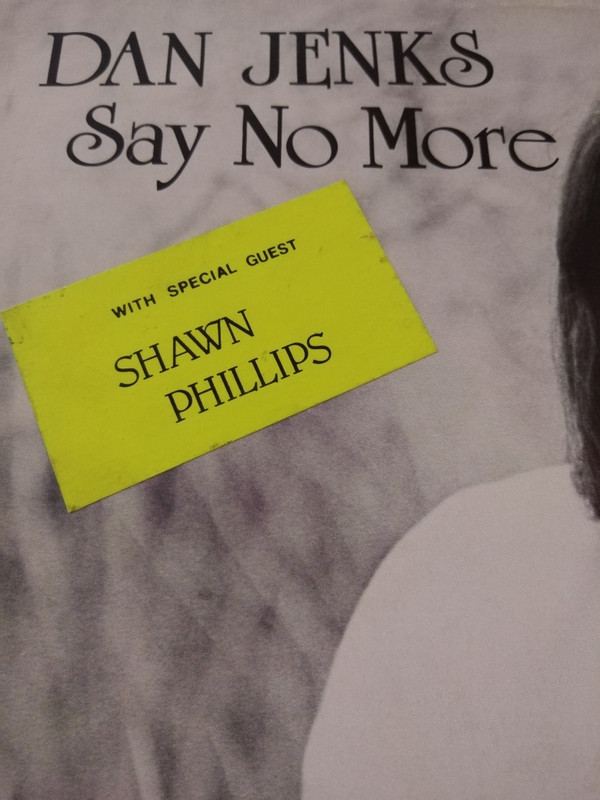 DAN JENKS
Say No More
WITH SPECIAL GUEST
SHAWN
PHILLIPS